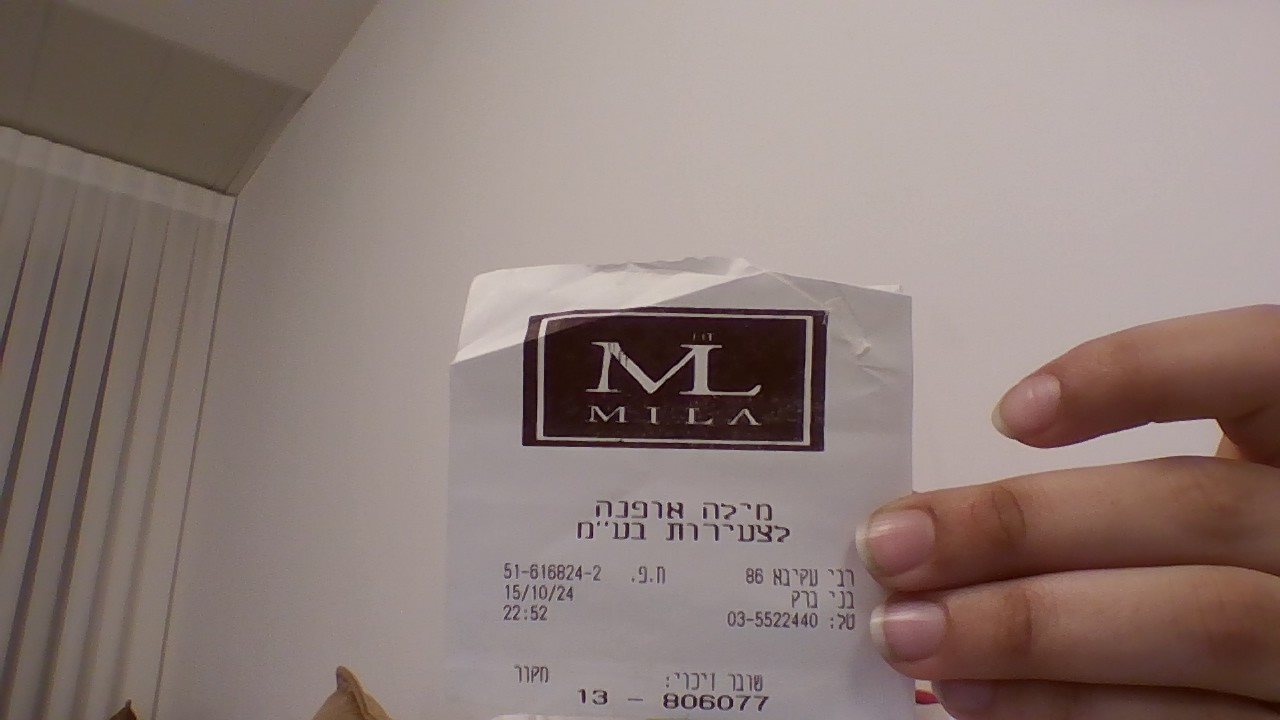 ML
MILA
מילה אופנה
לצעירות בע"מ
רבי עקיבא 86 ח.פ. 51-616824-2
בני ברק 15/10/24
טל: 03-5522440 22:52
שובר זיכוי: מקור
13 - 806077